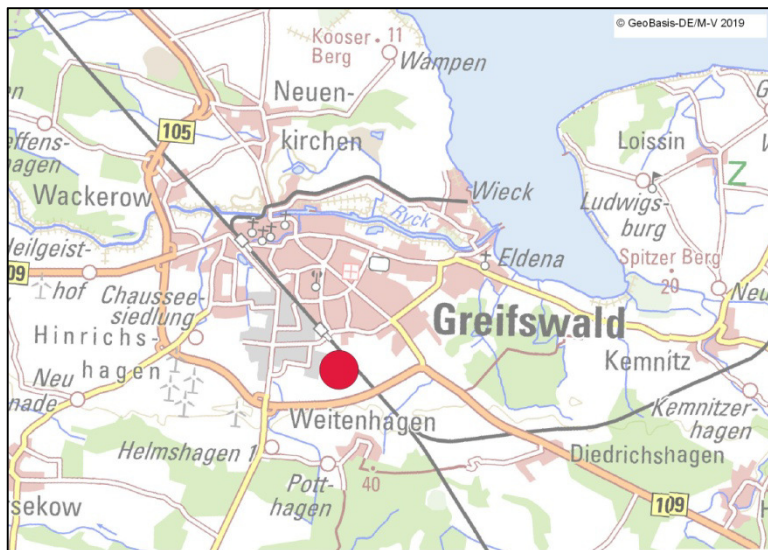 © GeoBasis-DE/M-V 2019
Kooser
Berg
11
Wampen
Neuen-
kirchen
105
effens-
hagen
Loissin
Z
Wackerow
Wieck
Ludwigs-
burg
Ryck
Heilgeist-
hof
09
Eldena
Spitzer Berg
20
Neu
Chaussee-
siedlung
Greifswald
Hinrichs-
hagen
Kemnitz
Neu
nade
Kemnitzer-
hagen
Weitenhagen
Helmshagen 1
Diedrichshagen
Pott-
hagen
40
sekow
109
H